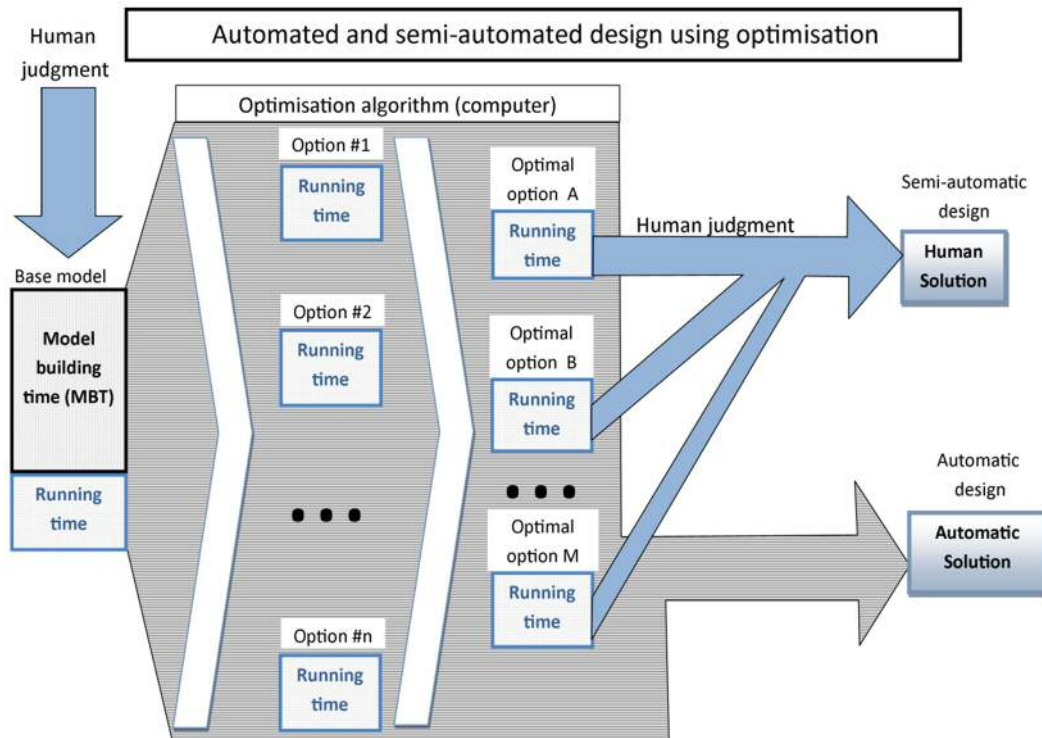 Automated and semi-automated design using optimisation
Human
judgment
Base model
Model
building
time (MBT)
Running
time
Optimisation algorithm (computer)
Option #1
Running
time
Option #2
Running
time
Option #n
Running
time
Optimal
option A
Running
time
Optimal
option B
Running
time
Optimal
option M
Running
time
Human judgment
Semi-automatic
design
Human
Solution
Automatic
design
Automatic
Solution